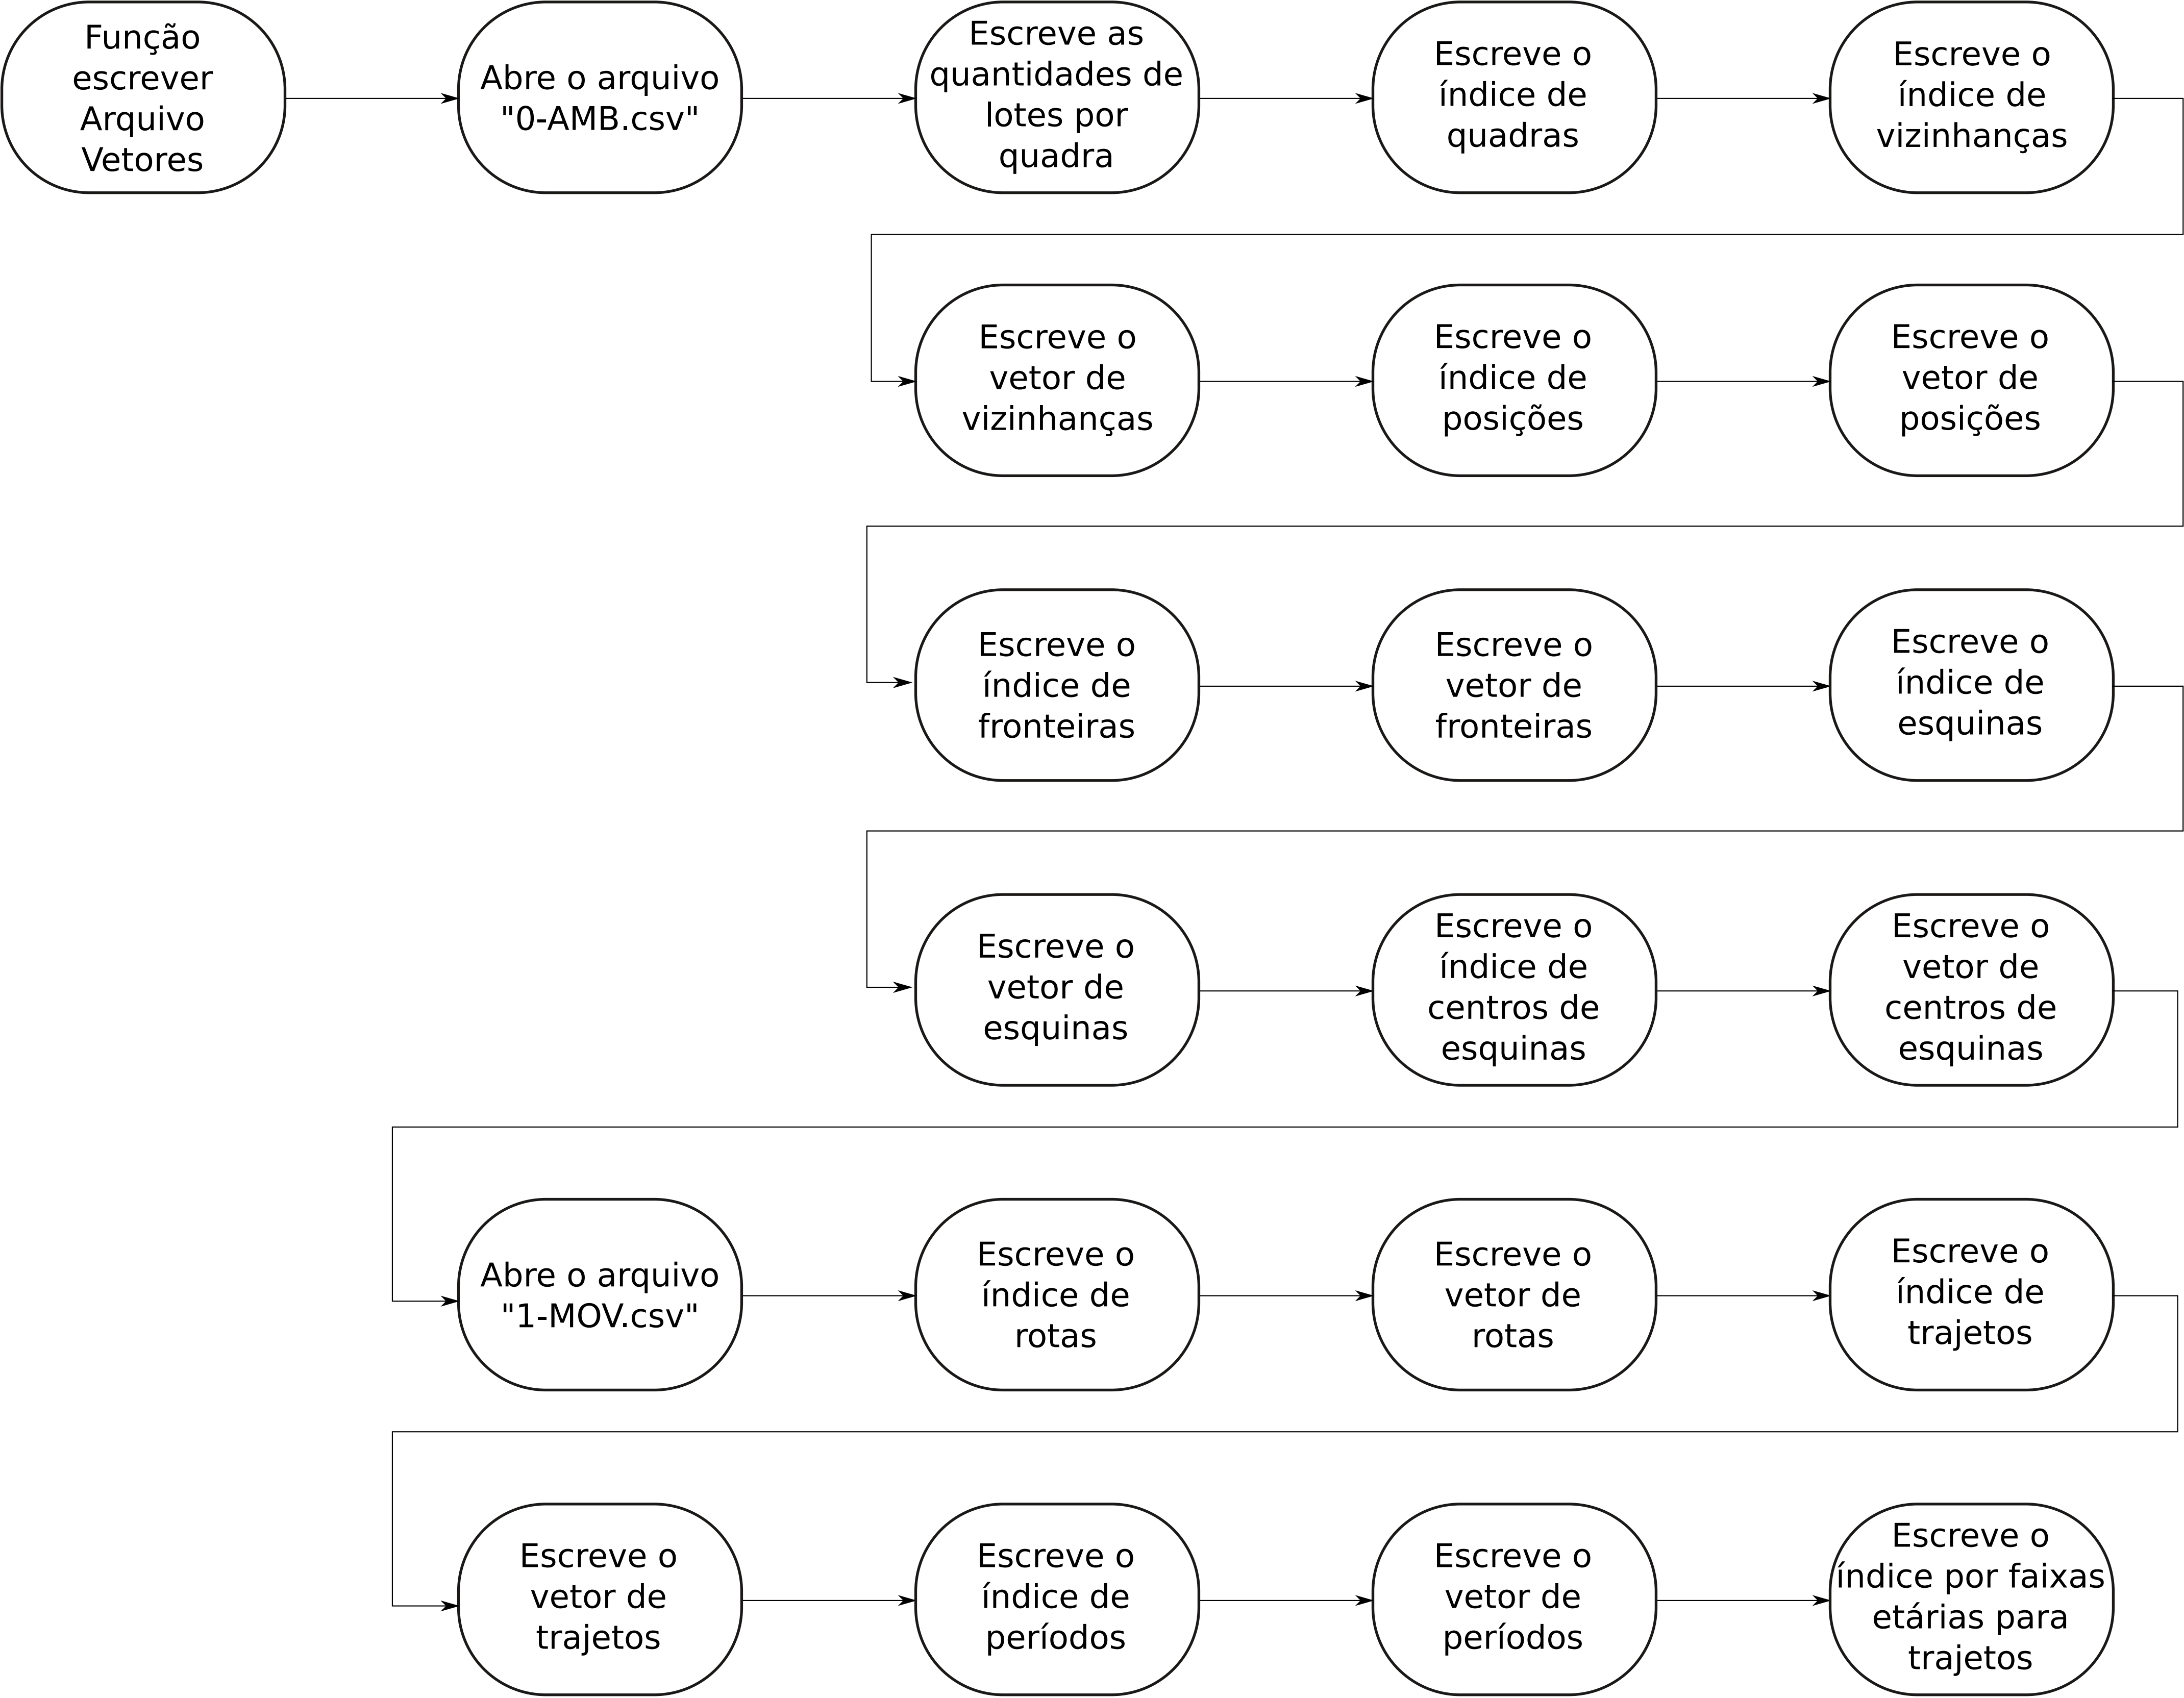 Função
escrever
Arquivo
Vetores
Abre o arquivo
"0-AMB.csv"
Escreve as
quantidades de
lotes por
quadra
Escreve o
índice de
quadras
Escreve o
índice de
vizinhanças
Escreve o
vetor de
vizinhanças
Escreve o
índice de
posições
Escreve o
vetor de
posições
Escreve o
índice de
fronteiras
Escreve o
vetor de
fronteiras
Escreve o
índice de
esquinas
Escreve o
vetor de
esquinas
Escreve o
índice de
centros de
esquinas
Escreve o
vetor de
centros de
esquinas
Abre o arquivo
"1-MOV.csv"
Escreve o
índice de
rotas
Escreve o
vetor de
rotas
Escreve o
índice de
trajetos
Escreve o
vetor de
trajetos
Escreve o
índice de
períodos
Escreve o
vetor de
períodos
Escreve o
índice por faixas
etárias para
trajetos